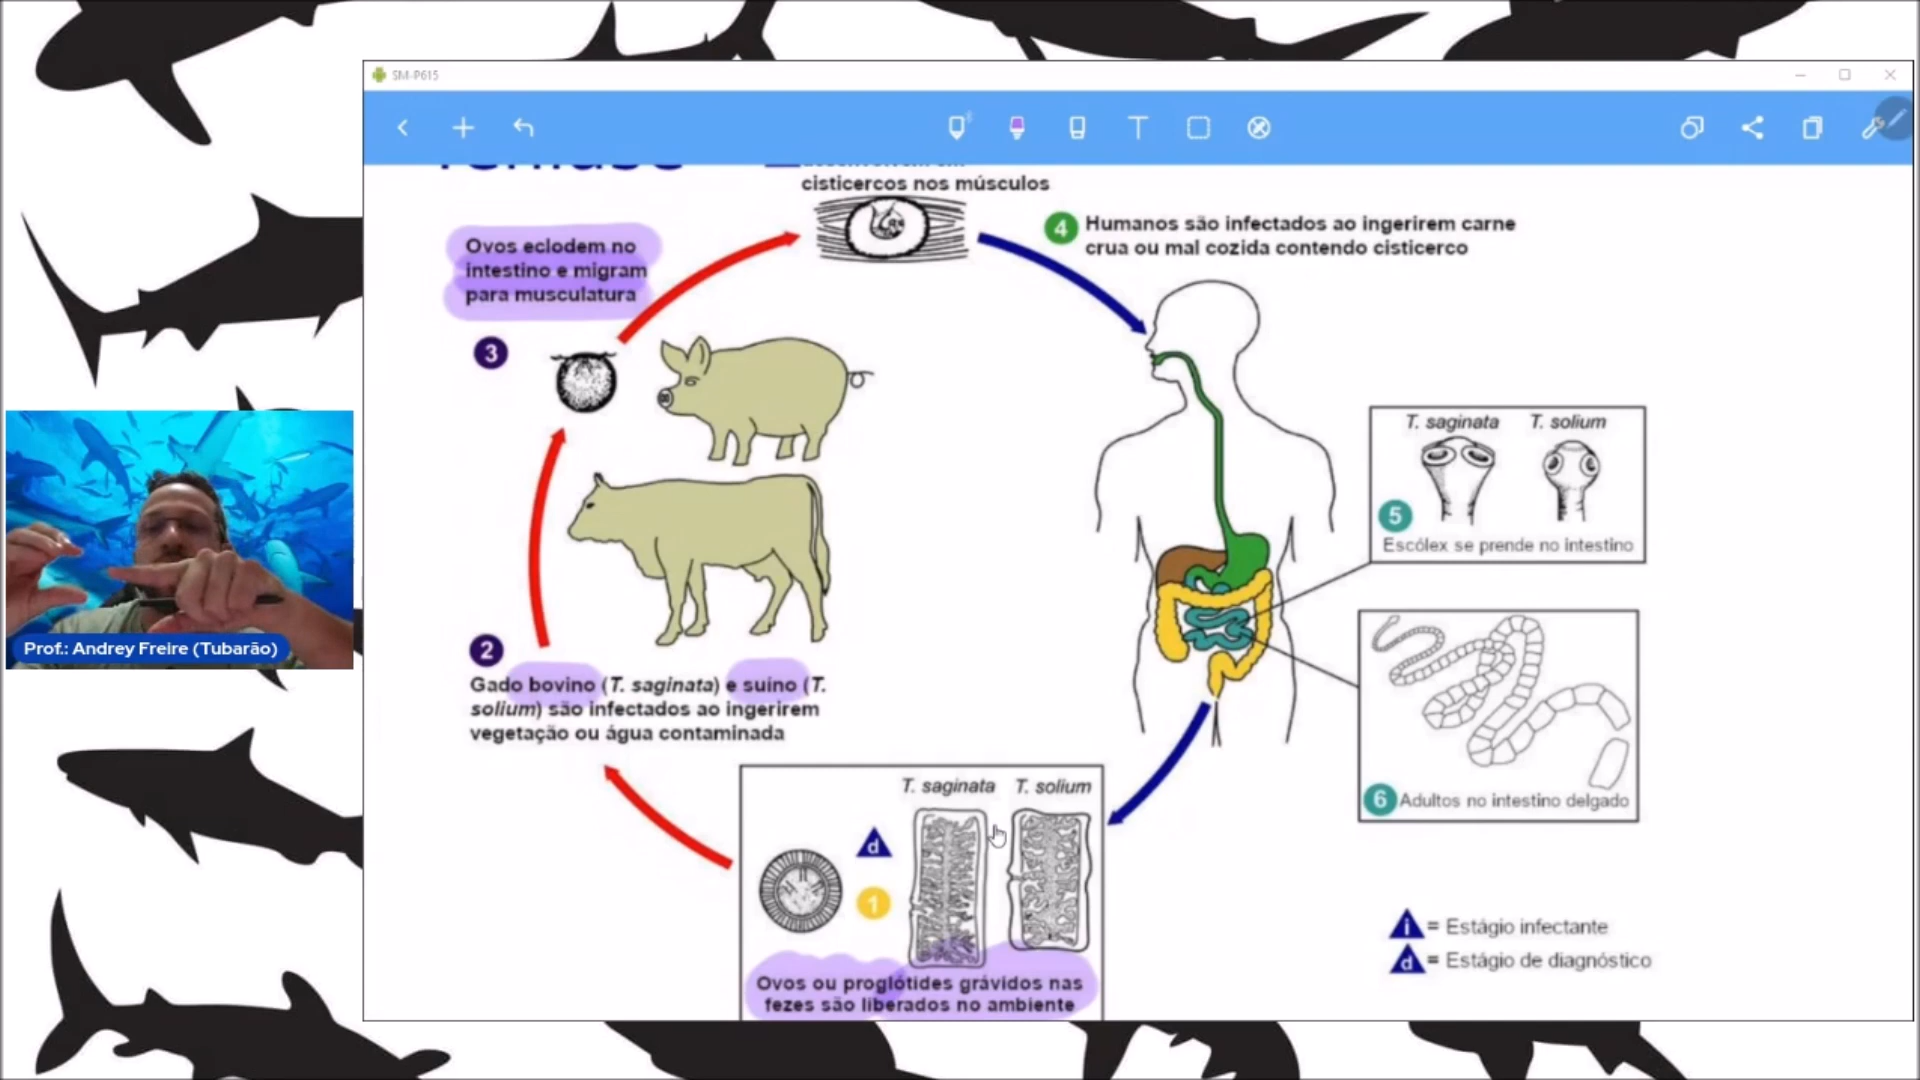 SM-P615
cisticercos nos músculos
4 Humanos são infectados ao ingerirem carne
crua ou mal cozida contendo cisticerco
Ovos eclodem no
intestino e migram
para musculatura
3
T. saginata T. solium
5
Escólex se prende no intestino
Prof.: Andrey Freire (Tubarão)
2
Gado bovino (T. saginata) e suíno (T.
solium) são infectados ao ingerirem
vegetação ou água contaminada
6 Adultos no intestino delgado
T. saginata T. solium
d
1
Ovos ou proglótides grávidos nas
fezes são liberados no ambiente
i = Estágio infectante
d = Estágio de diagnóstico